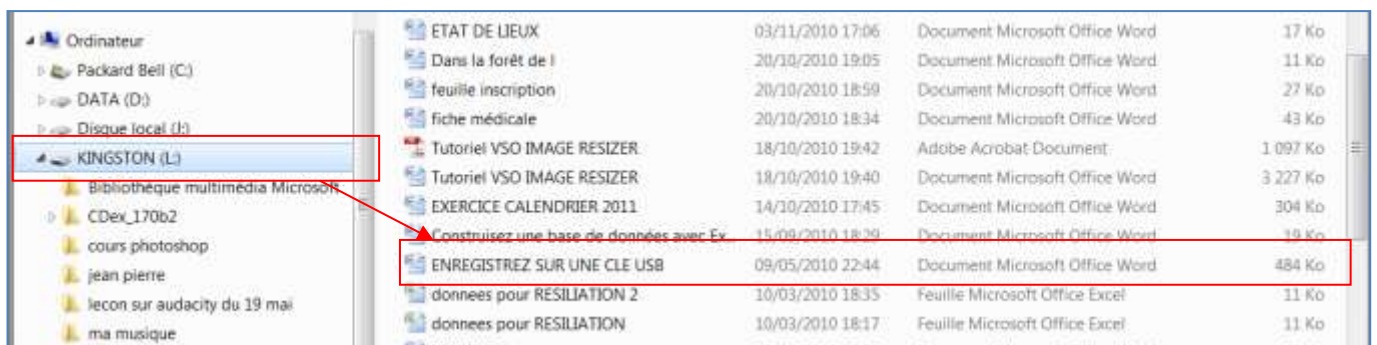 Ordinateur
Packard Bell (C:)
DATA (D:)
Disque local (J:)
KINGSTON (L:)
Bibliothèque multimédia Microsoft
CDex_170b2
cours photoshop
jean pierre
lecon sur audacity du 19 mai
ma musique
ETAT DE LIEUX 03/11/2010 17:06 Document Microsoft Office Word 17 Ko
Dans la forêt de l 20/10/2010 19:05 Document Microsoft Office Word 11 Ko
feuille inscription 20/10/2010 18:59 Document Microsoft Office Word 27 Ko
fiche médicale 20/10/2010 18:34 Document Microsoft Office Word 43 Ko
Tutoriel VSO IMAGE RESIZER 18/10/2010 19:42 Adobe Acrobat Document 1 097 Ko
Tutoriel VSO IMAGE RESIZER 18/10/2010 19:40 Document Microsoft Office Word 3 227 Ko
EXERCICE CALENDRIER 2011 14/10/2010 17:45 Document Microsoft Office Word 304 Ko
Construisez une base de données avec Ex... 15/09/2010 18:29 Document Microsoft Office Word 19 Ko
ENREGISTREZ SUR UNE CLE USB 09/05/2010 22:44 Document Microsoft Office Word 484 Ko
donnees pour RESILIATION 2 10/03/2010 18:35 Feuille Microsoft Office Excel 11 Ko
donnees pour RESILIATION 10/03/2010 18:17 Feuille Microsoft Office Excel 11 Ko